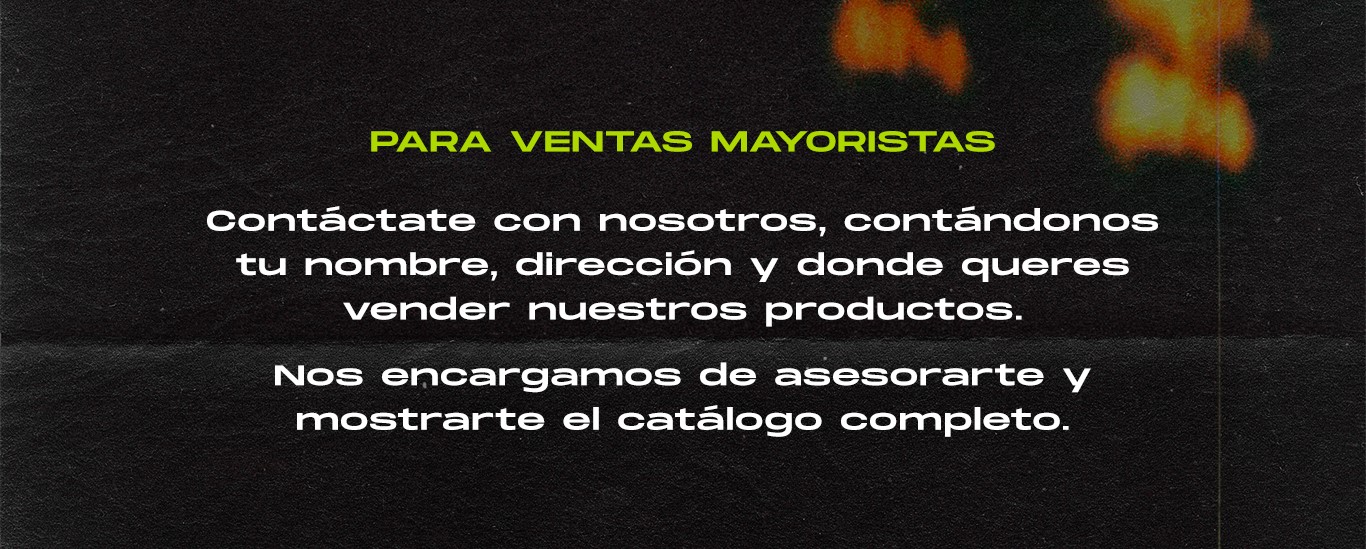 PARA VENTAS MAYORISTAS
Contáctate con nosotros, contándonos
tu nombre, dirección y donde queres
vender nuestros productos.
Nos encargamos de asesorarte y
mostrarte el catálogo completo.